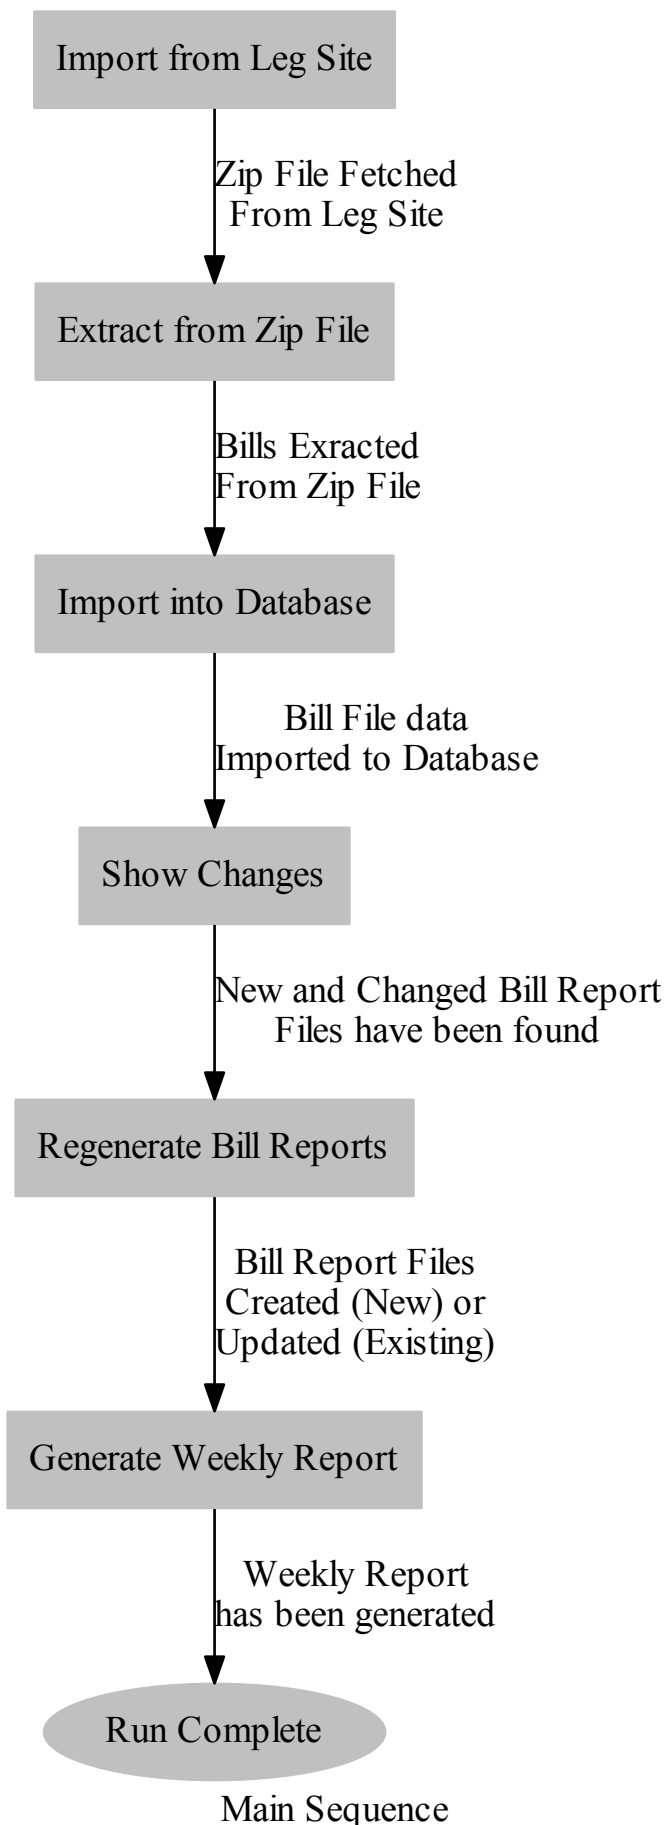 Import from Leg Site
Zip File Fetched
From Leg Site
Extract from Zip File
Bills Exracted
From Zip File
Import into Database
Bill File data
Imported to Database
Show Changes
New and Changed Bill Report
Files have been found
Regenerate Bill Reports
Bill Report Files
Created (New) or
Updated (Existing)
Generate Weekly Report
Weekly Report
has been generated
Run Complete
Main Sequence